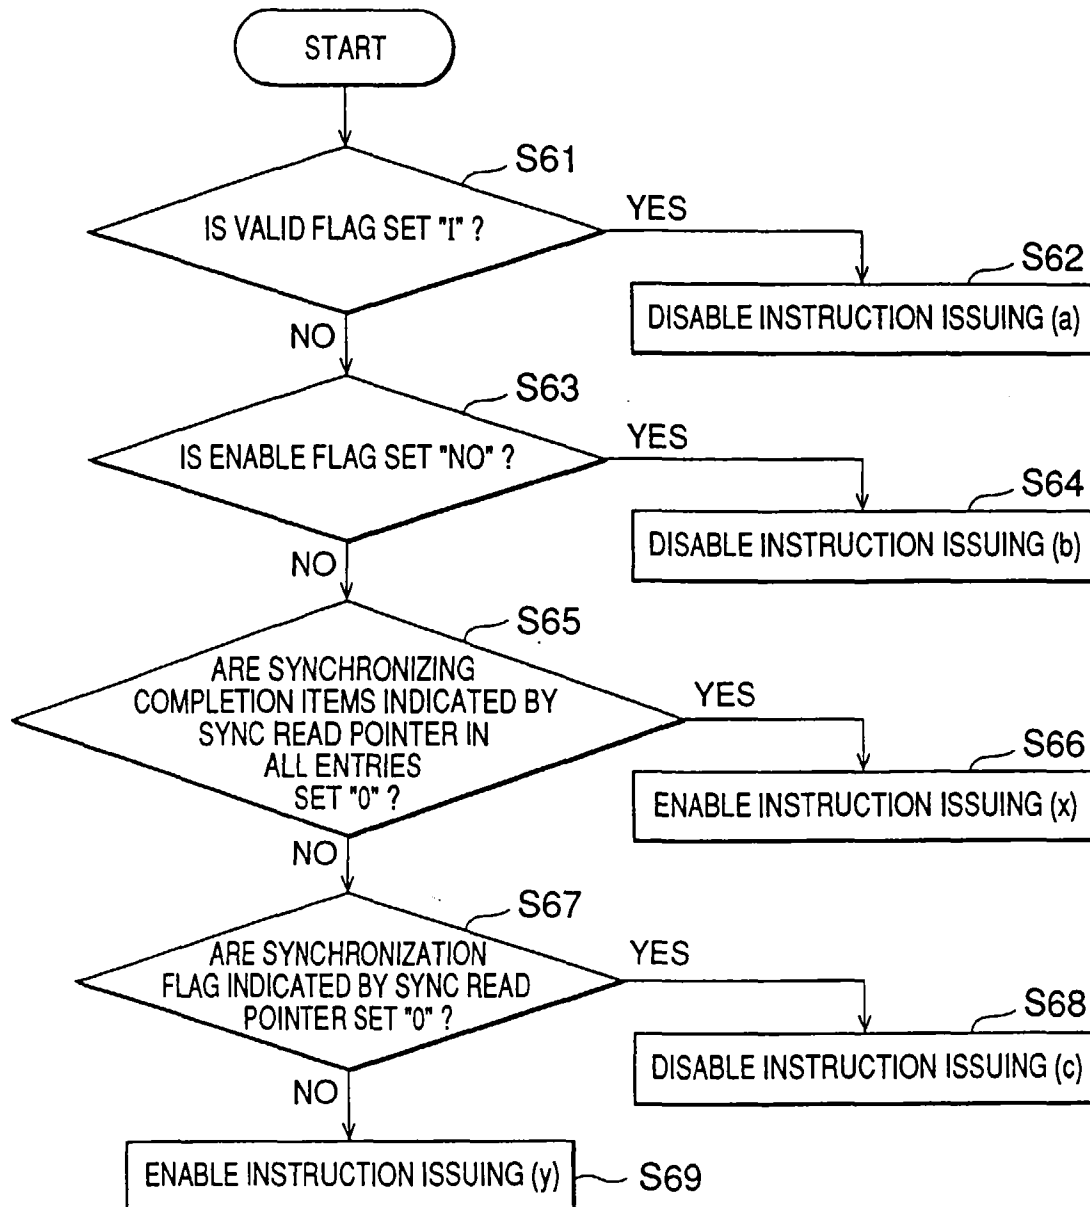 START
S61
IS VALID FLAG SET "I" ?
YES
S62
DISABLE INSTRUCTION ISSUING (a)
NO
S63
IS ENABLE FLAG SET "NO" ?
YES
S64
DISABLE INSTRUCTION ISSUING (b)
NO
S65
ARE SYNCHRONIZING
COMPLETION ITEMS INDICATED BY
SYNC READ POINTER IN
ALL ENTRIES
SET "0" ?
YES
S66
ENABLE INSTRUCTION ISSUING (x)
NO
S67
ARE SYNCHRONIZATION
FLAG INDICATED BY SYNC READ
POINTER SET "0" ?
YES
S68
DISABLE INSTRUCTION ISSUING (c)
NO
ENABLE INSTRUCTION ISSUING (y)
S69